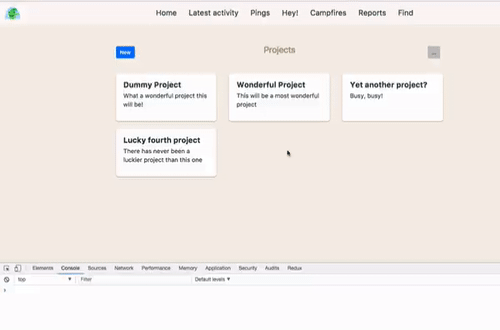 Home Latest activity Pings Hey! Campfires Reports Find
New Projects ...
Dummy Project
What a wonderful project this
will be!
Wonderful Project
This will be a most wonderful
project
Yet another project?
Busy, busy!
Lucky fourth project
There has never been a
luckier project than this one
Elements Console Sources Network Performance Memory Application Security Audits Redux
top Filter Default levels